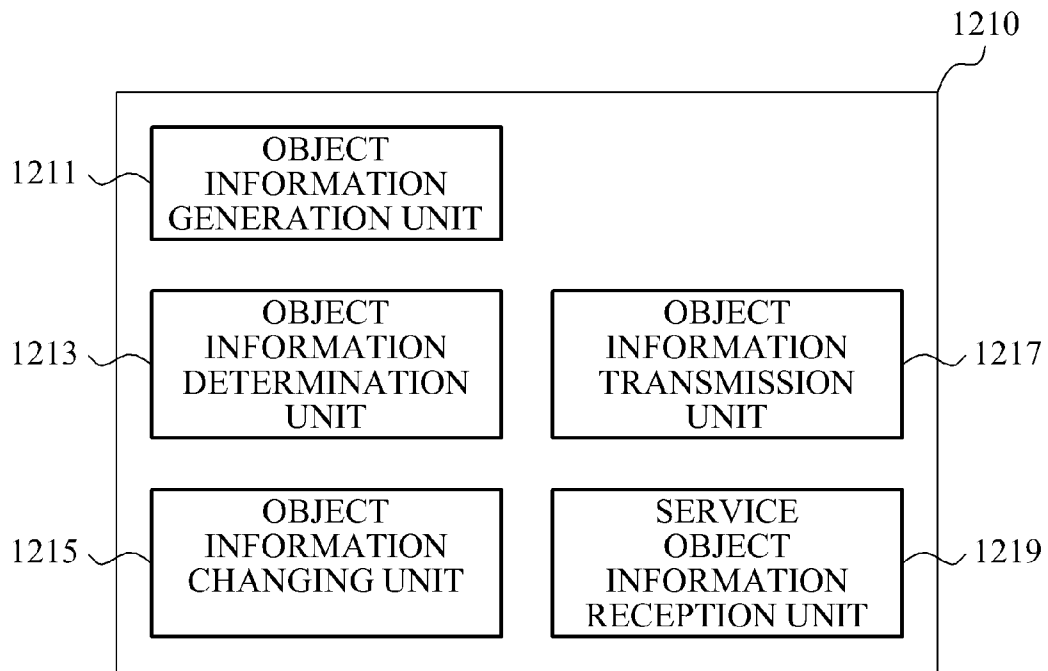 1210
1211
OBJECT
INFORMATION
GENERATION UNIT
1213
OBJECT
INFORMATION
DETERMINATION
UNIT
OBJECT
INFORMATION
TRANSMISSION
UNIT
1217
1215
OBJECT
INFORMATION
CHANGING UNIT
SERVICE
OBJECT
INFORMATION
RECEPTION UNIT
1219